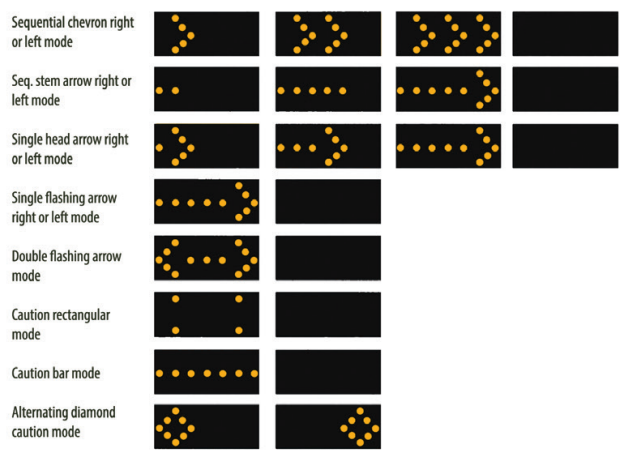 Sequential chevron right
or left mode
Seq. stem arrow right or
left mode
Single head arrow right
or left mode
Single flashing arrow
right or left mode
Double flashing arrow
mode
Caution rectangular
mode
Caution bar mode
Alternating diamond
caution mode